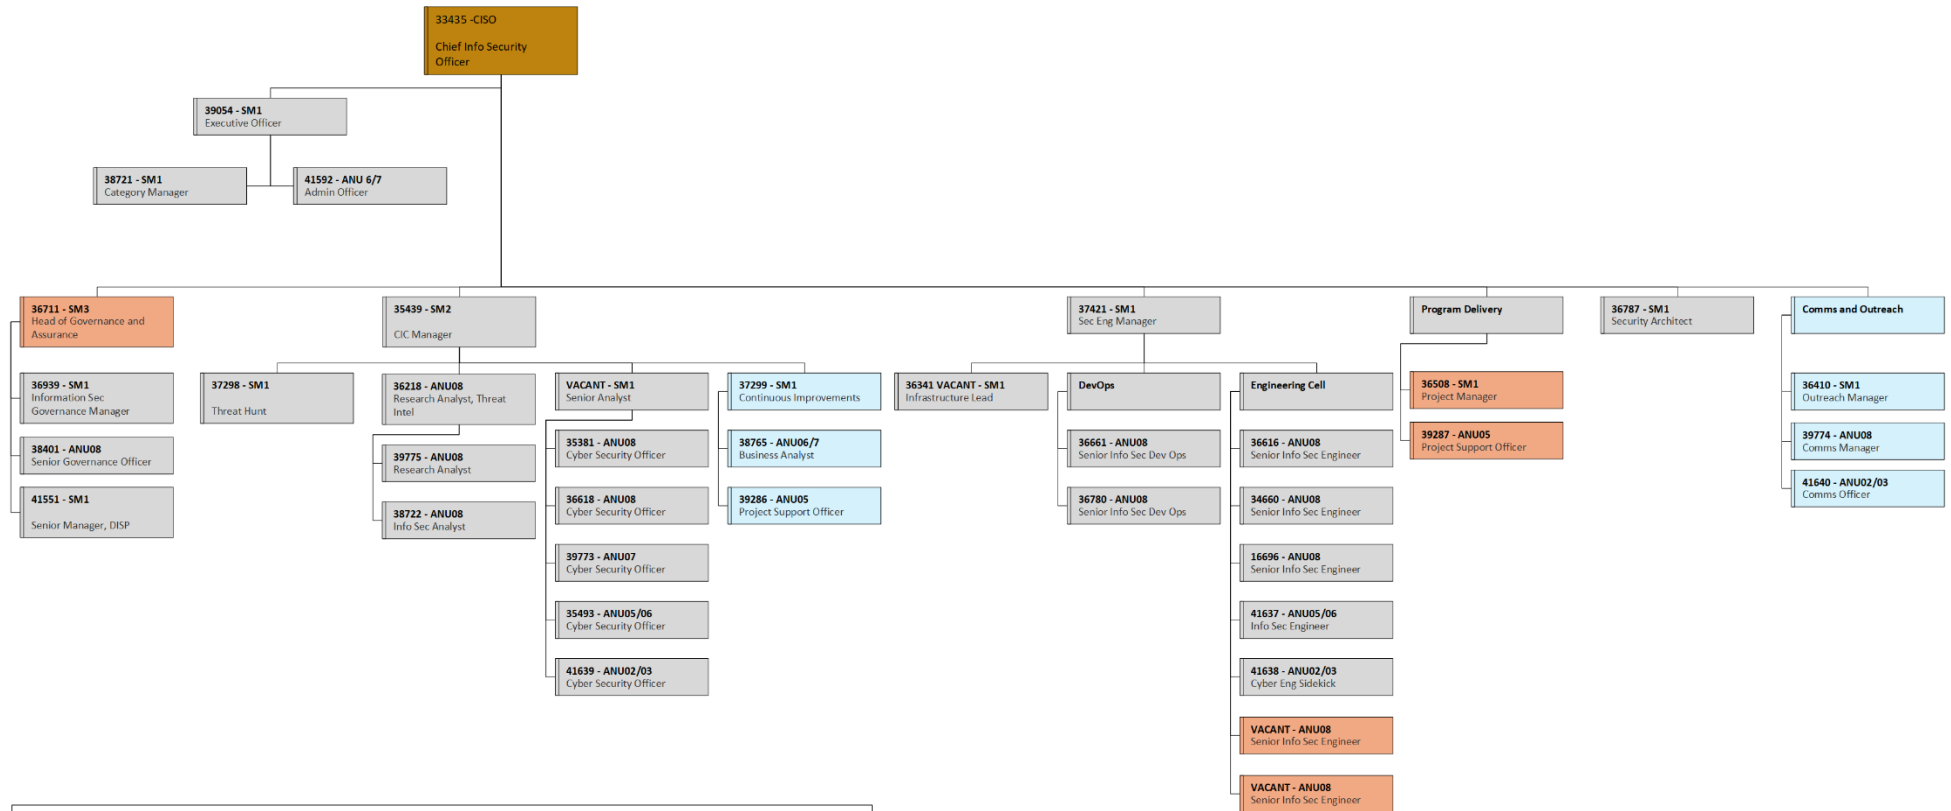 33435 -CISO
Chief Info Security
Officer
39054 - SM1
Executive Officer
38721 - SM1
Category Manager
41592 - ANU 6/7
Admin Officer
36711 - SM3
Head of Governance and
Assurance
36939 - SM1
Information Sec
Governance Manager
38401 - ANU08
Senior Governance Officer
41551 - SM1
Senior Manager, DISP
35439 - SM2
CIC Manager
37298 - SM1
Threat Hunt
36218 - ANU08
Research Analyst, Threat
Intel
39775 - ANU08
Research Analyst
38722 - ANU08
Info Sec Analyst
VACANT - SM1
Senior Analyst
35381 - ANU08
Cyber Security Officer
36618 - ANU08
Cyber Security Officer
39773 - ANU07
Cyber Security Officer
35493 - ANU05/06
Cyber Security Officer
41639 - ANU02/03
Cyber Security Officer
37299 - SM1
Continuous Improvements
38765 - ANU06/7
Business Analyst
39286 - ANU05
Project Support Officer
37421 - SM1
Sec Eng Manager
36341 VACANT - SM1
Infrastructure Lead
DevOps
36661 - ANU08
Senior Info Sec Dev Ops
36780 - ANU08
Senior Info Sec Dev Ops
Engineering Cell
36616 - ANU08
Senior Info Sec Engineer
34660 - ANU08
Senior Info Sec Engineer
16696 - ANU08
Senior Info Sec Engineer
41637 - ANU05/06
Info Sec Engineer
41638 - ANU02/03
Cyber Eng Sidekick
VACANT - ANU08
Senior Info Sec Engineer
VACANT - ANU08
Senior Info Sec Engineer
Program Delivery
36508 - SM1
Project Manager
39287 - ANU05
Project Support Officer
36787 - SM1
Security Architect
Comms and Outreach
36410 - SM1
Outreach Manager
39774 - ANU08
Comms Manager
41640 - ANU02/03
Comms Officer